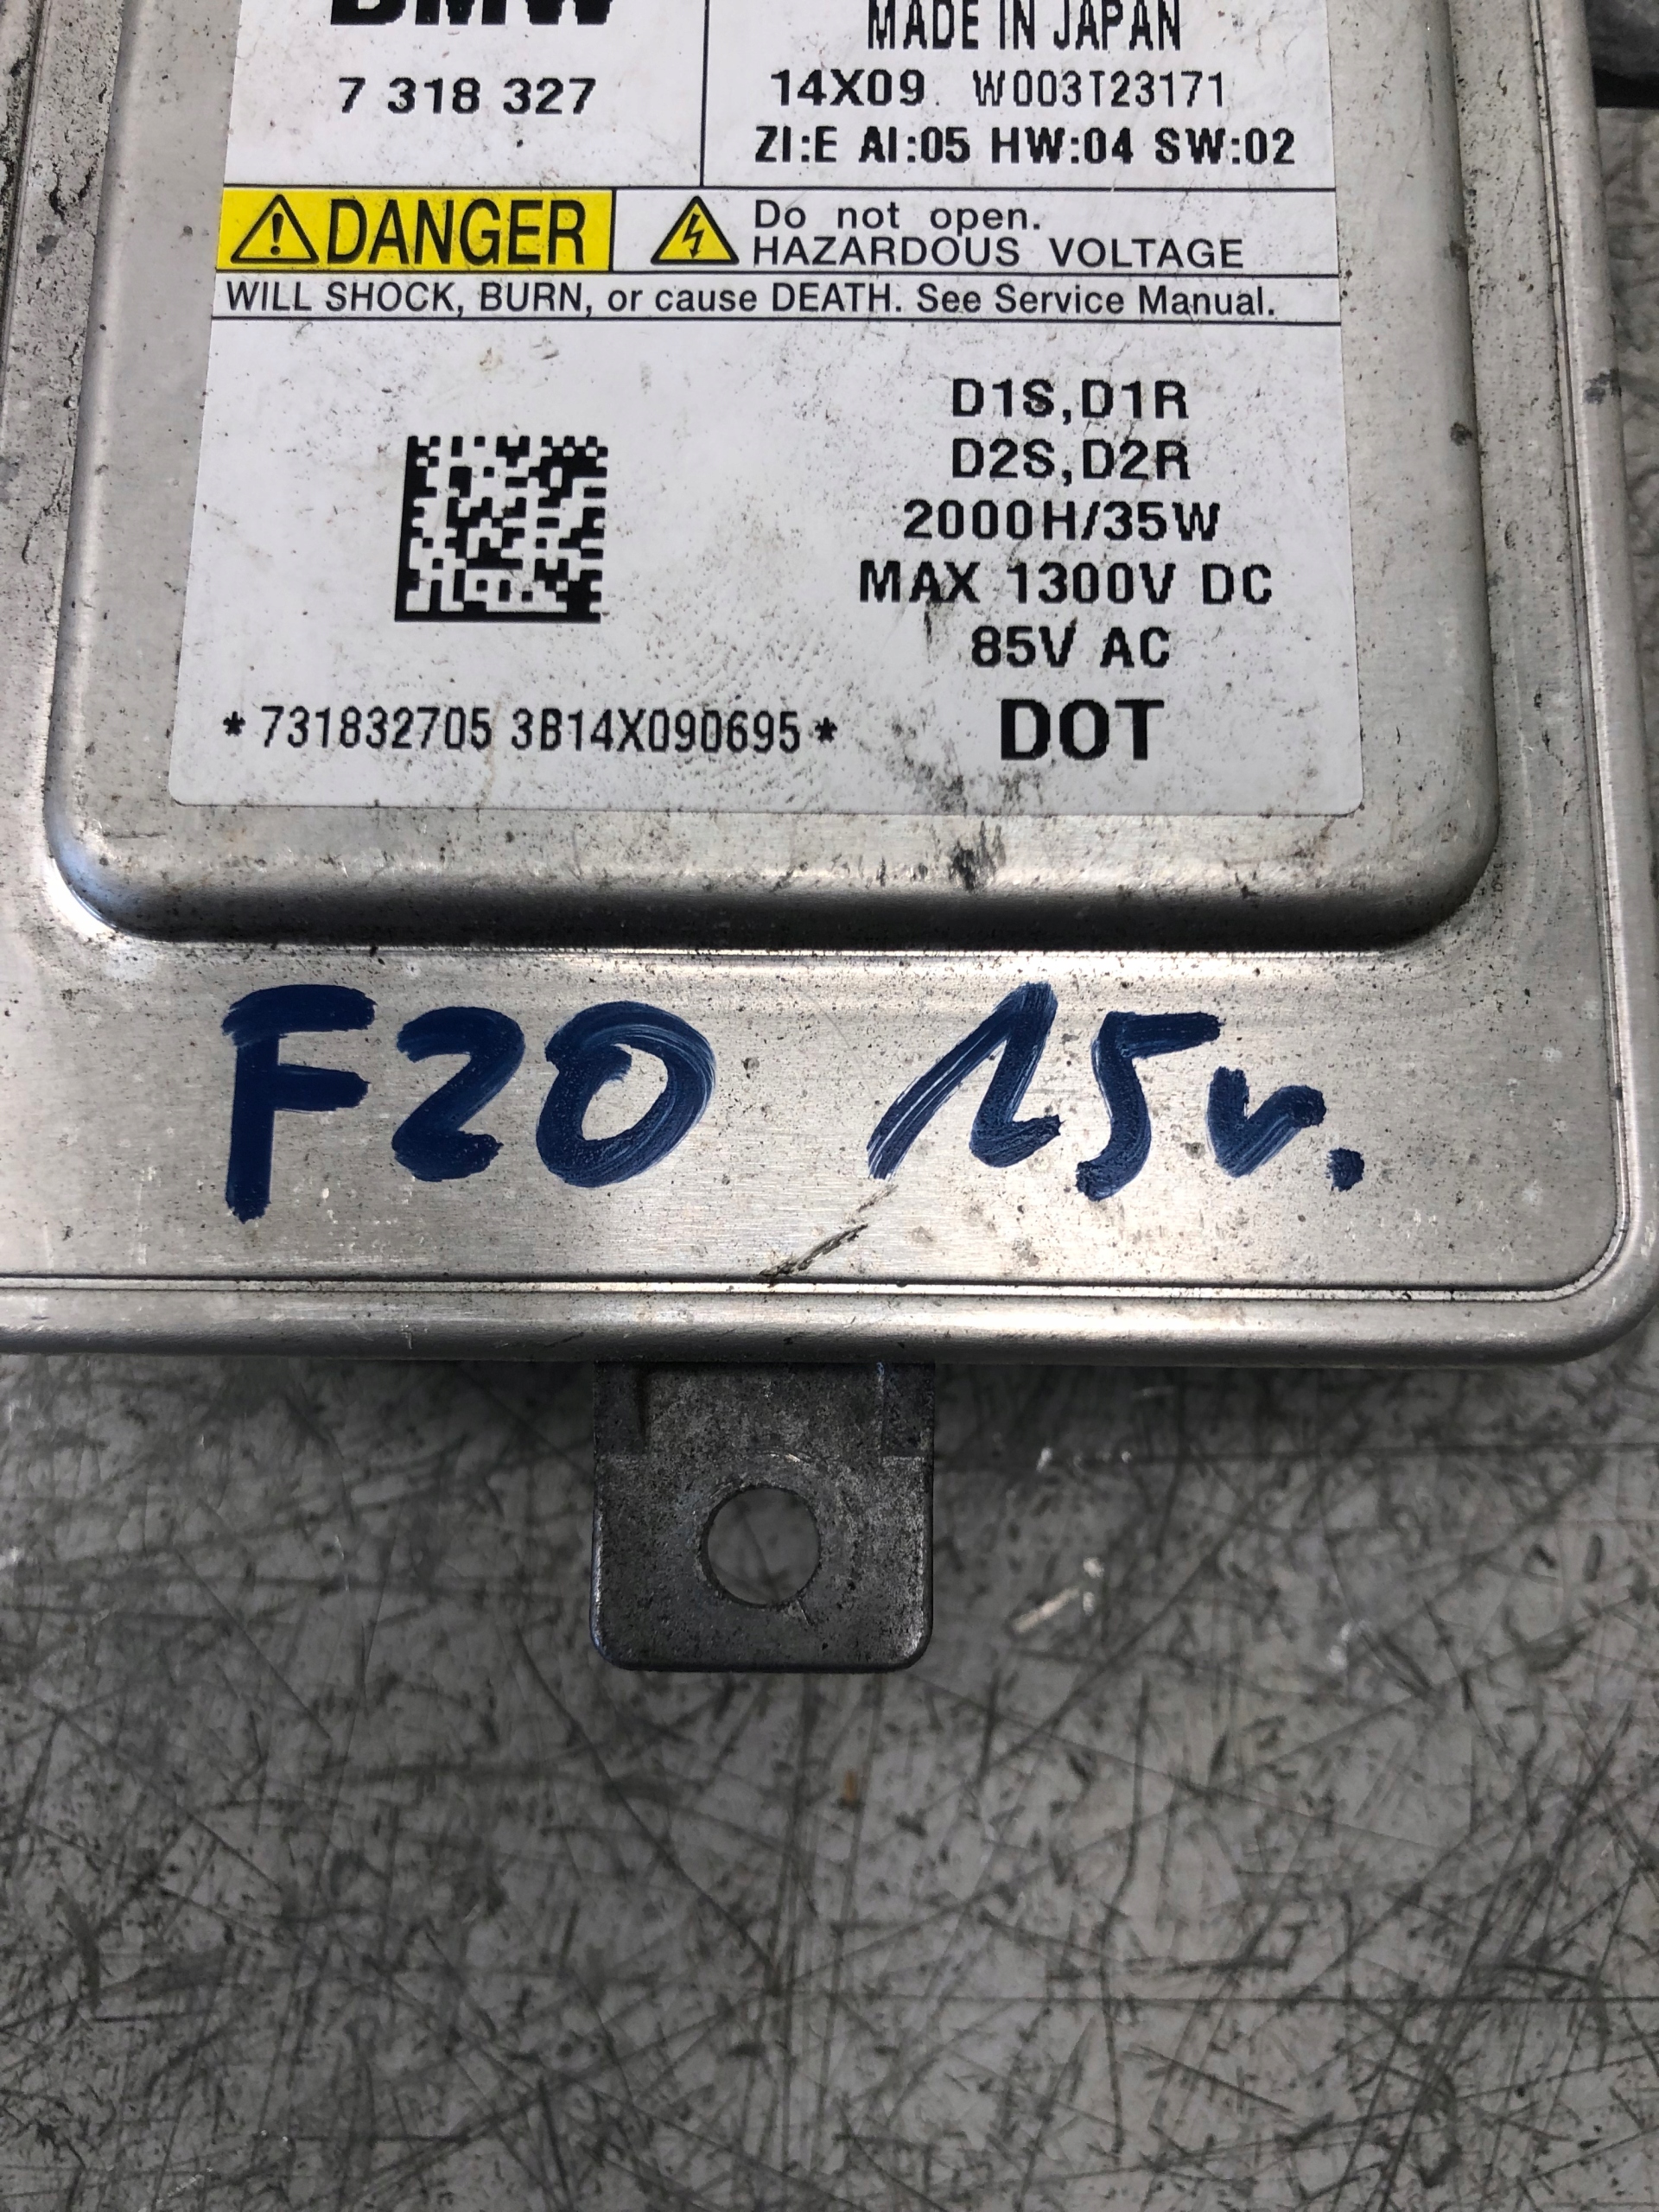 BMW
7 318 327
MADE IN JAPAN
14X09 W003T23171
ZI:E AI:05 HW:04 SW:02
DANGER
Do not open.
HAZARDOUS VOLTAGE
WILL SHOCK, BURN, or cause DEATH. See Service Manual.
D1S,D1R
D2S,D2R
2000H/35W
MAX 1300V DC
85V AC
*731832705 3B14X090695*
DOT
F20 15v.